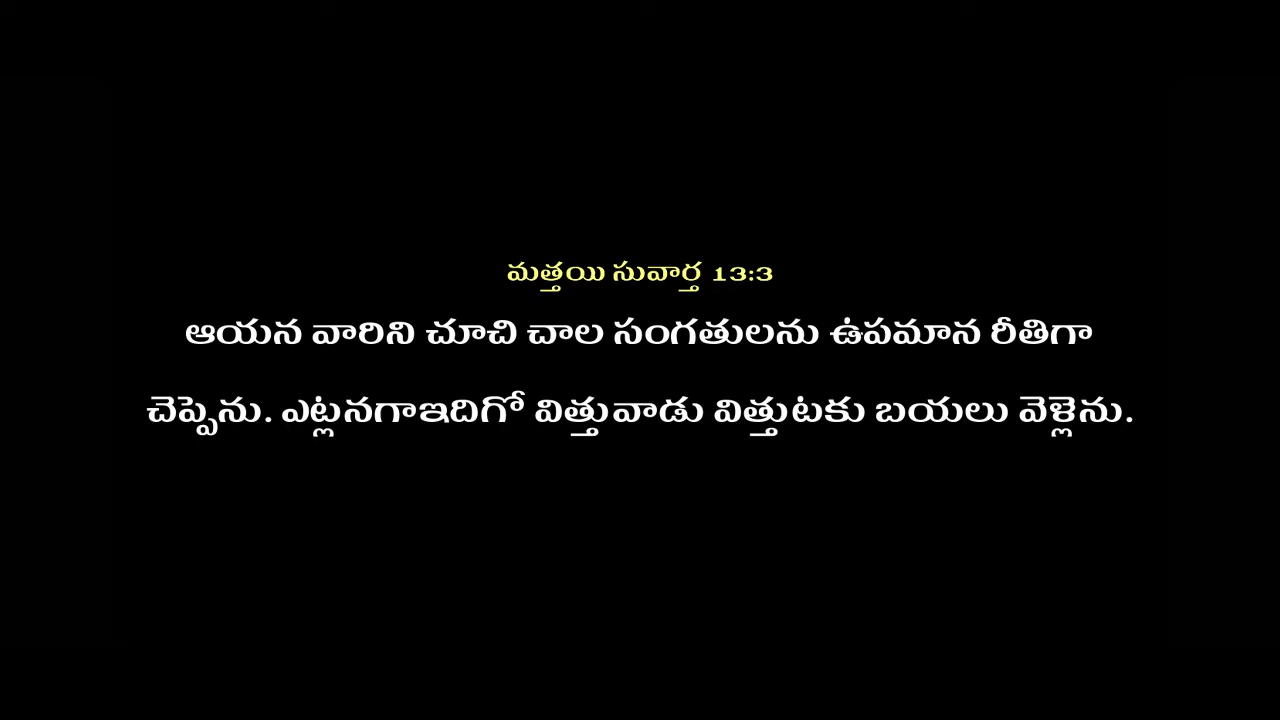 మత్తయి సువార్త 13:3
ఆయన వారిని చూచి చాల సంగతులను ఉపమాన రీతిగా
చెప్పెను. ఎట్లనగాఇదిగో విత్తువాడు విత్తుటకు బయలు వెళ్లెను.